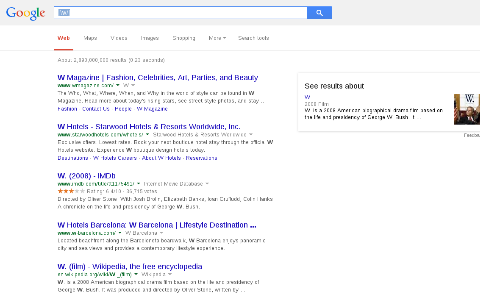 Google "W"
Web Maps Videos Images Shopping More Search tools
About results
W Magazine | Fashion, Celebrities, Art, Parties, and Beauty
www.wmagazine.com/ W
The Who, What, Where, When, and Why in the world of style can be found in W
Magazine. Read more about today's rising stars, see street style photos, and stay ...
Fashion Contact Us People W Magazine
W Hotels - Starwood Hotels & Resorts Worldwide, Inc.
www.starwoodhotels.com/whotels/ Starwood Hotels & Resorts Worldwide
Exclusive offers. Lowest rates. Book your next boutique hotel stay through the official W
Hotels website. Experience W boutique design hotels today.
Destinations - W Hotels Careers - About W Hotels - Reservations
W. (2008) - IMDb
www.imdb.com/title/ Internet Movie Database
Rating: votes
Directed by Oliver Stone. With Josh Brolin, Elizabeth Banks, Ioan Gruffudd, Colin Hanks.
A chronicle on the life and presidency of George W. Bush.
W Hotels Barcelona: W Barcelona | Lifestyle Destination ...
www.w-barcelona.com/ W Barcelona
Located beachfront along the Barceloneta boardwalk, W Barcelona enjoys panoramic
city and sea views and provides a contemporary lifestyle experience.
W. (film) - Wikipedia, the free encyclopedia
en.wikipedia.org/wiki/W._(film) Wikipedia
W. is a 2008 American biographical drama film based on the life and presidency of
George W. Bush. It was produced and directed by Oliver Stone, written by ...
See results about
W.
2008 Film
W. is a 2008 American biographical drama film based on
the life and presidency of George W. Bush. It ...
W.